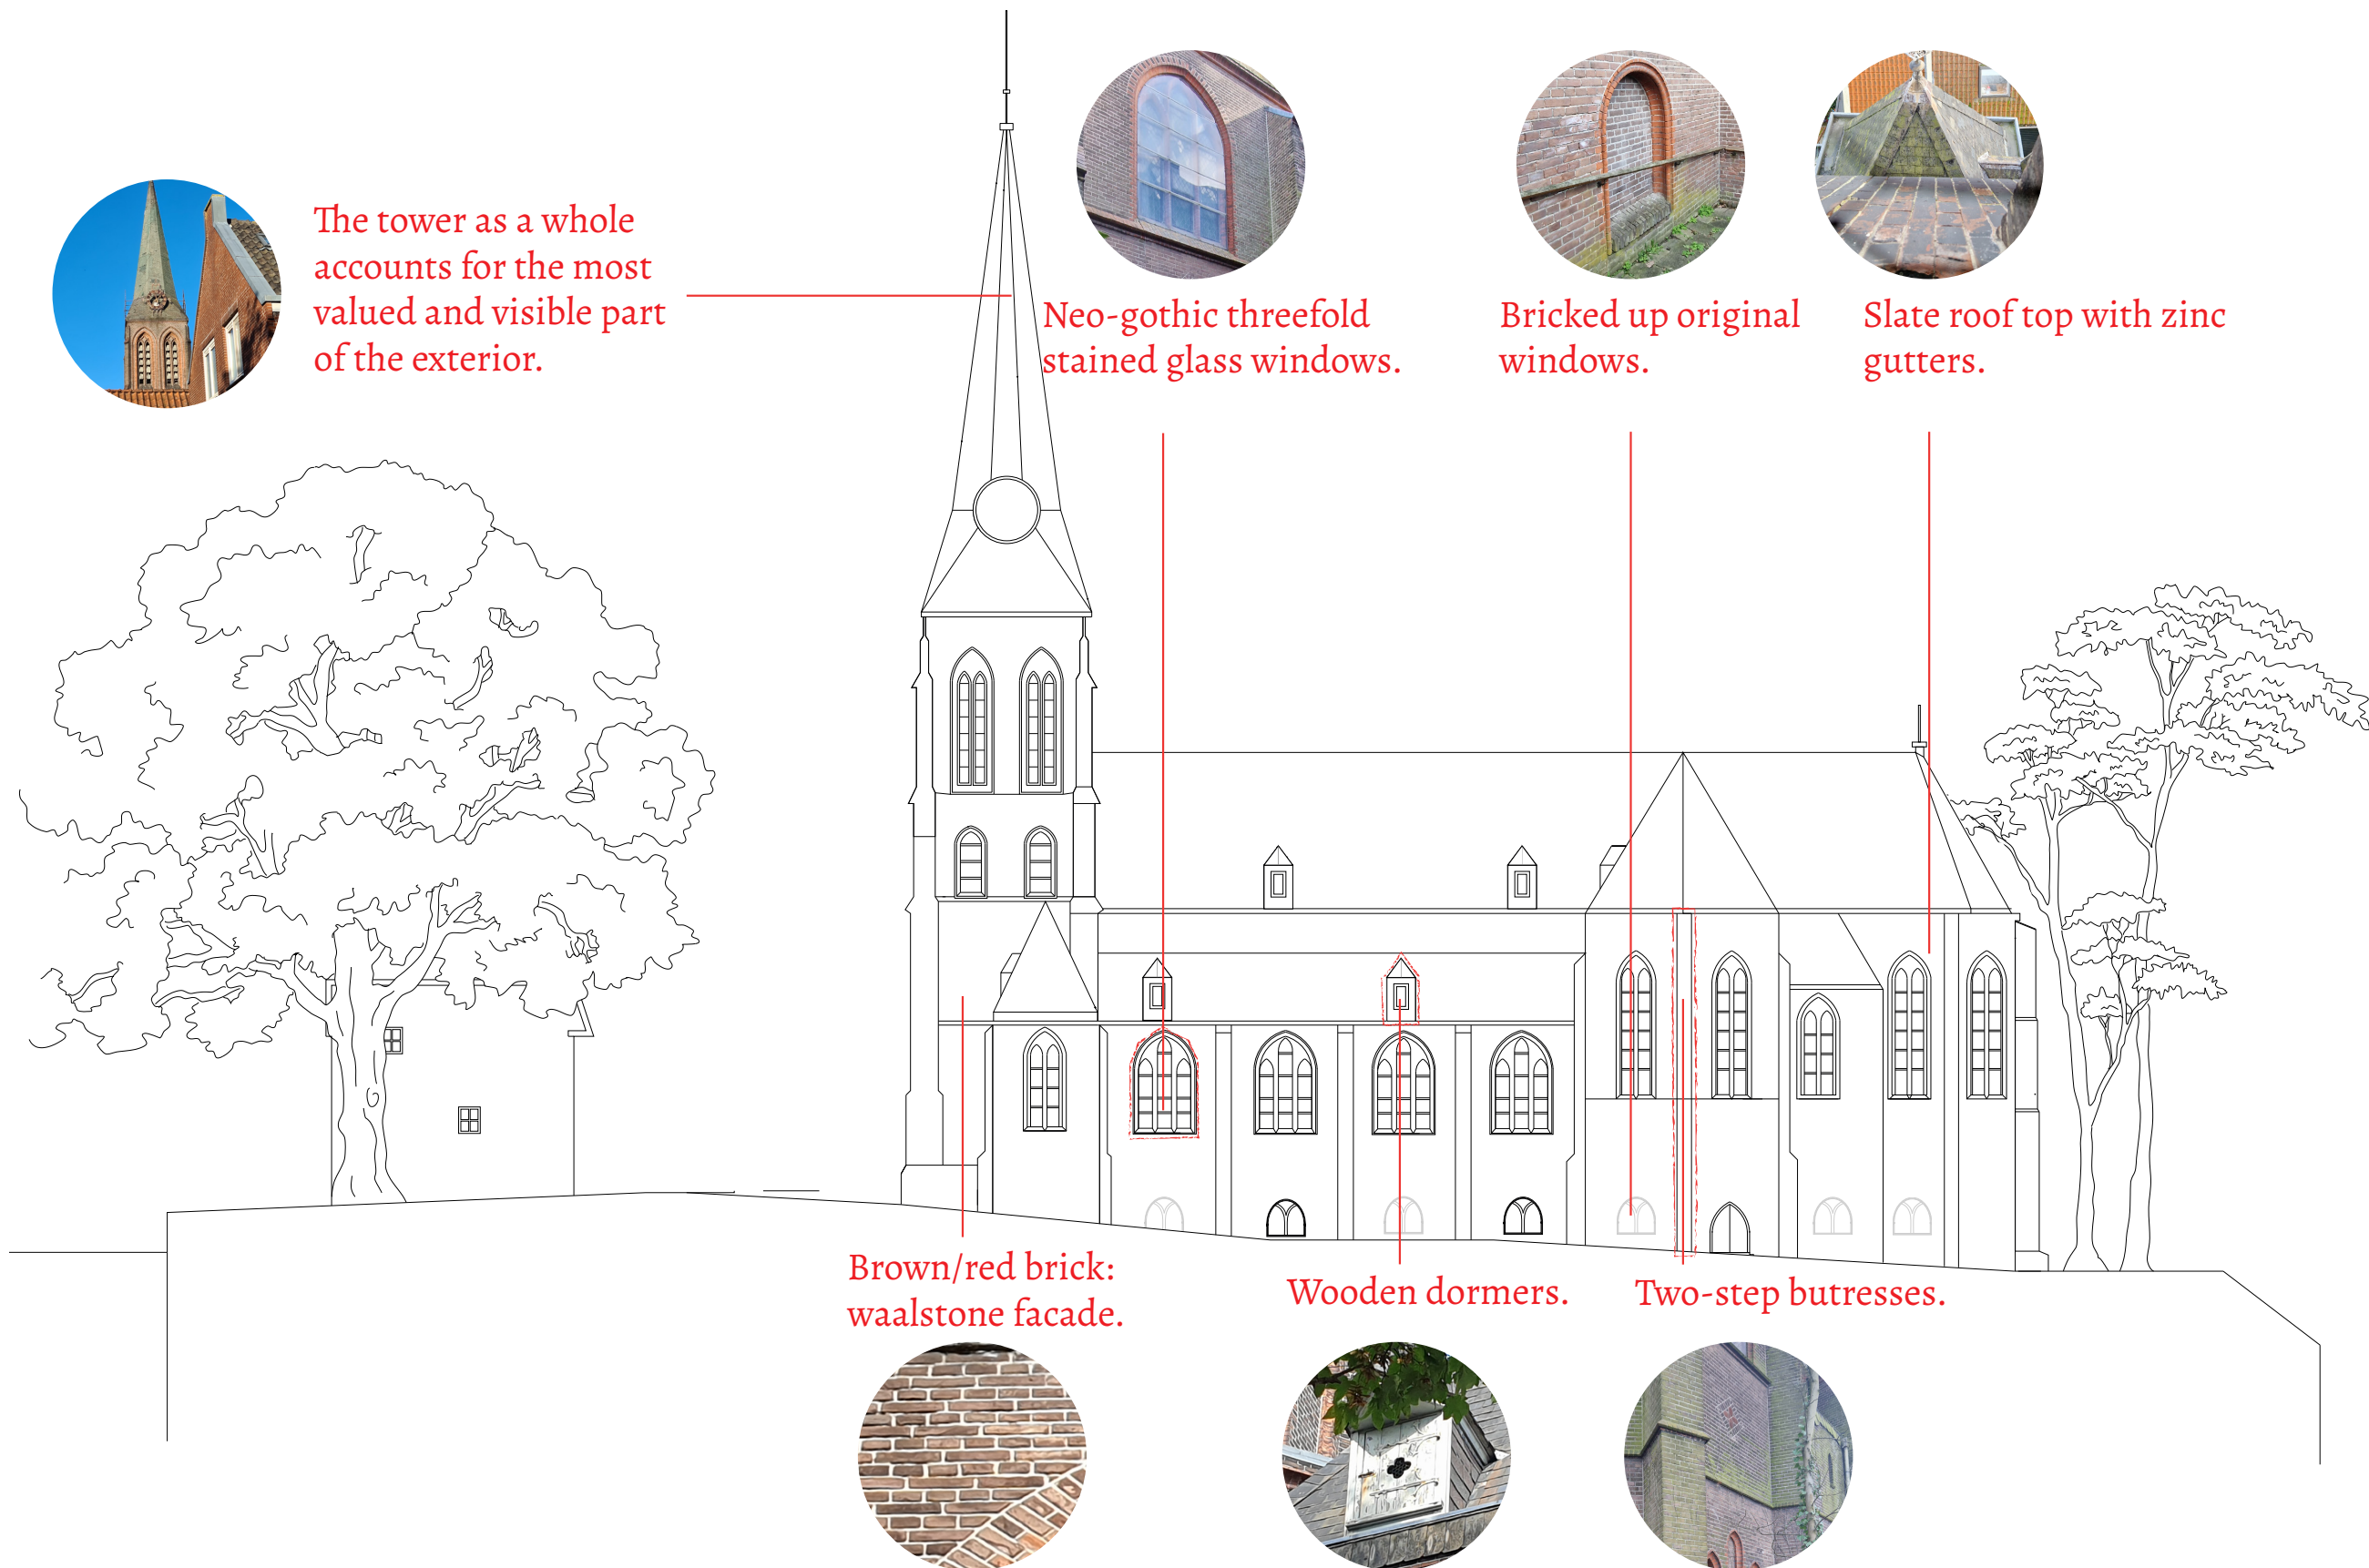 The tower as a whole
accounts for the most
valued and visible part
of the exterior.
Neo-gothic threefold
stained glass windows.
Bricked up original
windows.
Slate roof top with zinc
gutters.
Brown/red brick:
waalstone facade.
Wooden dormers.
Two-step butresses.